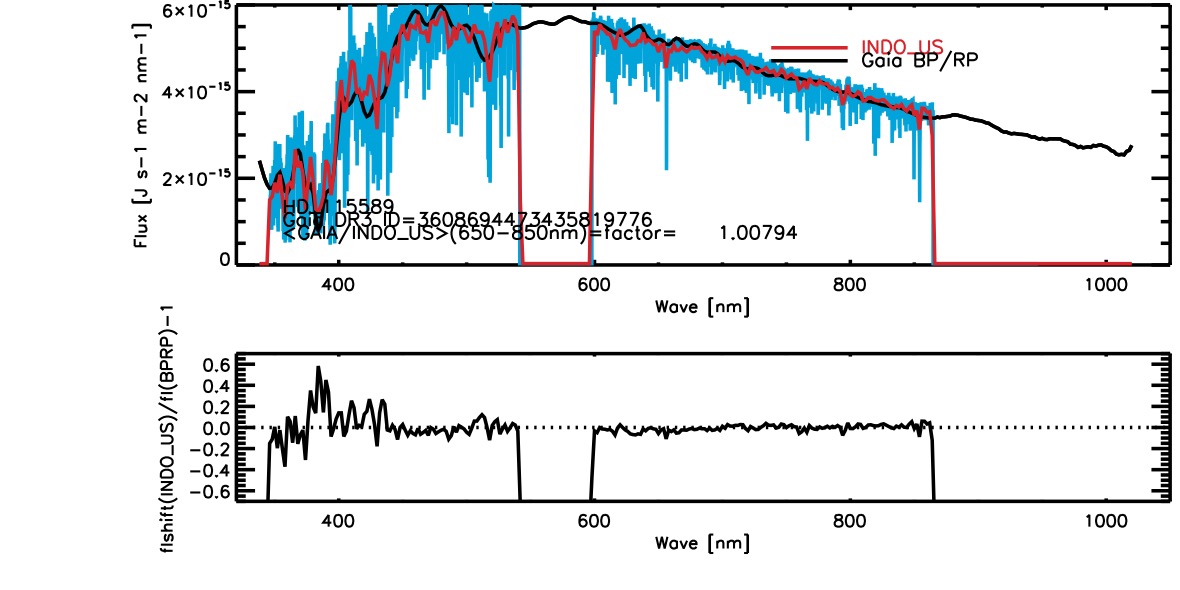 6×10−15
4×10−15
2×10−15
0
Flux [J s−1 m−2 nm−1]
INDO_US
Gaia BP/RP
HD 115589
Gaia DR3 ID=3608694473435819776
<GAIA/INDO_US>(650−850nm)=factor= 1.00794
400 600 800 1000
Wave [nm]
0.6
0.4
0.2
0.0
−0.2
−0.4
−0.6
flshift(INDO_US)/fl(BPRP)−1
400 600 800 1000
Wave [nm]